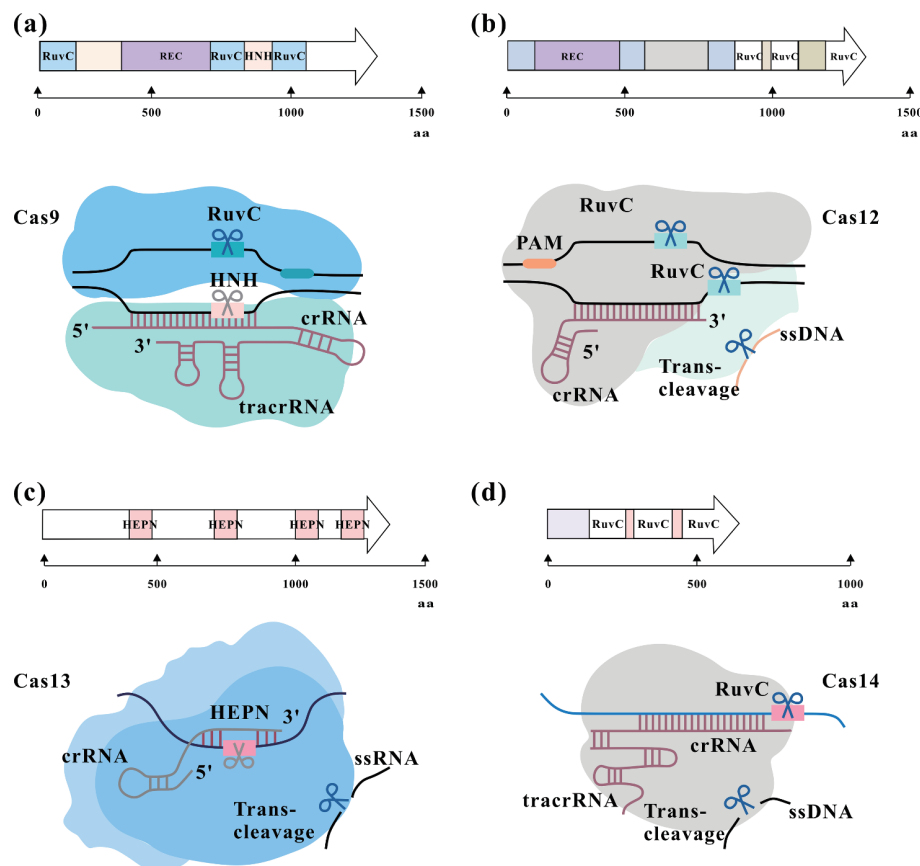 (a)
RuvC REC RuvC HNH RuvC
0 500 1000 1500
aa
Cas9
RuvC
HNH
crRNA
5'
3'
tracrRNA
(b)
REC RuvC RuvC RuvC
0 500 1000 1500
aa
RuvC
Cas12
PAM
RuvC
3'
ssDNA
5'
Trans-
cleavage
crRNA
(c)
HEPN HEPN HEPN HEPN
0 500 1000 1500
aa
Cas13
HEPN
3'
crRNA
5'
ssRNA
Trans-
cleavage
(d)
RuvC RuvC RuvC
0 500 1000
aa
RuvC
Cas14
crRNA
tracrRNA
Trans-
cleavage
ssDNA